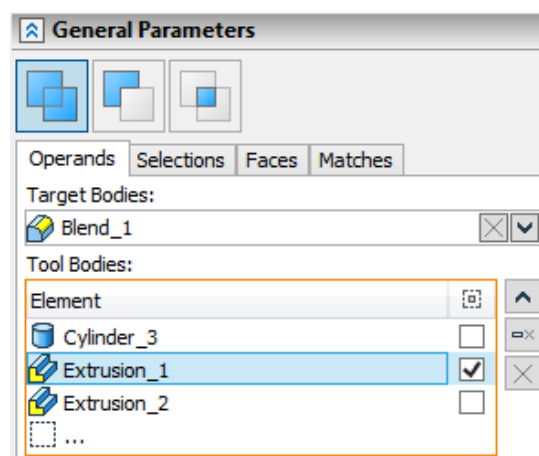 General Parameters
Operands Selections Faces Matches
Target Bodies:
Blend_1
Tool Bodies:
Element
Cylinder_3
Extrusion_1
Extrusion_2
...